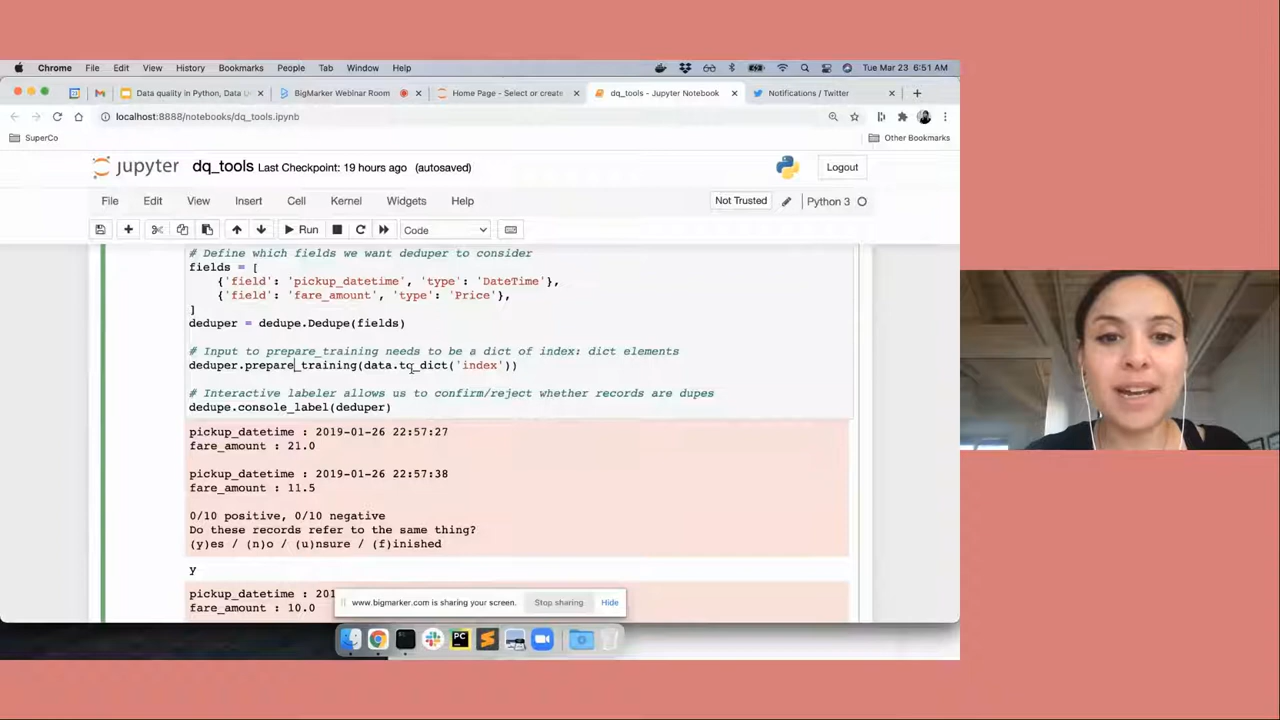 Chrome File Edit View History Bookmarks People Tab Window Help Tue Mar 23 6:51 AM
Data quality in Python, Data U BigMarker Webinar Room Home Page - Select or create dq_tools - Jupyter Notebook Notifications / Twitter
localhost:8888/notebooks/dq_tools.ipynb
SuperCo Other Bookmarks
jupyter dq_tools Last Checkpoint: 19 hours ago (autosaved) Logout
File Edit View Insert Cell Kernel Widgets Help Not Trusted Python 3
Run Code
# Define which fields we want deduper to consider
fields = [
{'field': 'pickup_datetime', 'type': 'DateTime'},
{'field': 'fare_amount', 'type': 'Price'},
]
deduper = dedupe.Dedupe(fields)
# Input to prepare_training needs to be a dict of index: dict elements
deduper.prepare_training(data.to_dict('index'))
# Interactive labeler allows us to confirm/reject whether records are dupes
dedupe.console_label(deduper)
pickup_datetime : 2019-01-26 22:57:27
fare_amount : 21.0
pickup_datetime : 2019-01-26 22:57:38
fare_amount : 11.5
0/10 positive, 0/10 negative
Do these records refer to the same thing?
(y)es / (n)o / (u)nsure / (f)inished
y
pickup_datetime : 201
fare_amount : 10.0
www.bigmarker.com is sharing your screen. Stop sharing Hide
PC